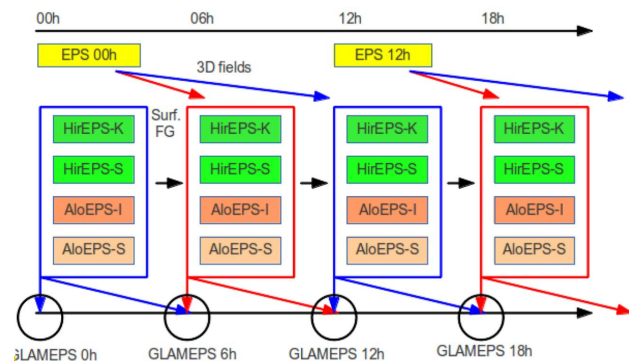 00h 06h 12h 18h
EPS 00h EPS 12h
3D fields
Surf.
FG
HirEPS-K HirEPS-K HirEPS-K HirEPS-K
HirEPS-S HirEPS-S HirEPS-S HirEPS-S
AloEPS-I AloEPS-I AloEPS-I AloEPS-I
AloEPS-S AloEPS-S AloEPS-S AloEPS-S
GLAMEPS 0h GLAMEPS 6h GLAMEPS 12h GLAMEPS 18h